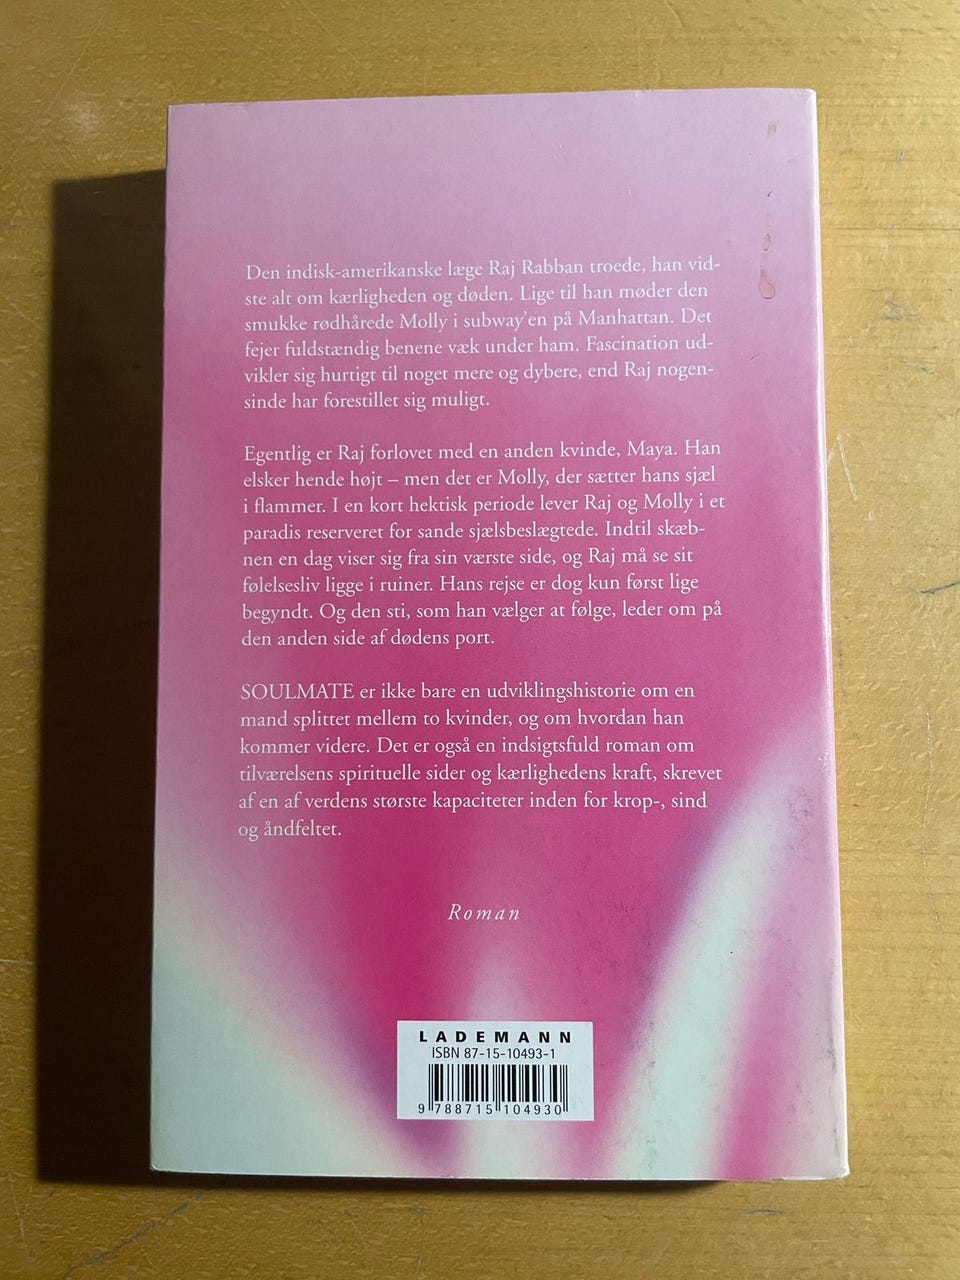 Den indisk-amerikanske læge Raj Rabban troede, han vid-
ste alt om kærligheden og døden. Lige til han møder den
smukke rødhårede Molly i subway'en på Manhattan. Det
fejer fuldstændig benene væk under ham. Fascination ud-
vikler sig hurtigt til noget mere og dybere, end Raj nogen-
sinde har forestillet sig muligt.
Egentlig er Raj forlovet med en anden kvinde, Maya. Han
elsker hende højt – men det er Molly, der sætter hans sjæl
i flammer. I en kort hektisk periode lever Raj og Molly i et
paradis reserveret for sande sjælsbeslægtede. Indtil skæb-
nen en dag viser sig fra sin værste side, og Raj må se sit
følelsesliv ligge i ruiner. Hans rejse er dog kun først lige
begyndt. Og den sti, som han vælger at følge, leder om på
den anden side af dødens port.
SOULMATE er ikke bare en udviklingshistorie om en
mand splittet mellem to kvinder, og om hvordan han
kommer videre. Det er også en indsigtsfuld roman om
tilværelsens spirituelle sider og kærlighedens kraft, skrevet
af en af verdens største kapaciteter inden for krop-, sind
og åndfeltet.
Roman
LADEMANN
ISBN 87-15-10493-1
9 788715 104930